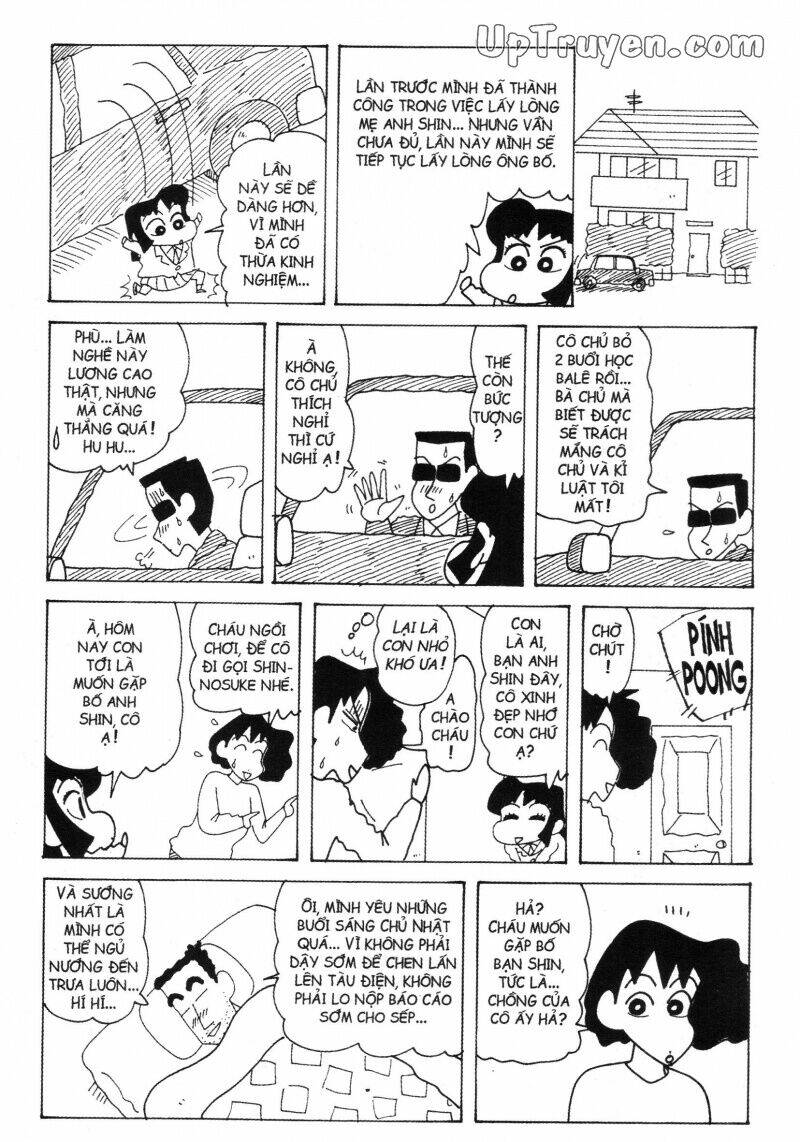 UpTruyen.com
LẦN TRƯỚC MÌNH ĐÃ THÀNH
CÔNG TRONG VIỆC LẤY LÒNG
MẸ ANH SHIN... NHƯNG VẪN
CHƯA ĐỦ, LẦN NÀY MÌNH SẼ
TIẾP TỤC LẤY LÒNG ÔNG BỐ.
LẦN
NÀY SẼ DỄ
DÀNG HƠN,
VÌ MÌNH
ĐÃ CÓ
THỪA KINH
NGHIỆM...
CÔ CHỦ BỎ
2 BUỔI HỌC
BALÊ RỒI...
BÀ CHỦ MÀ
BIẾT ĐƯỢC
SẼ TRÁCH
MẮNG CÔ
CHỦ VÀ KỈ
LUẬT TÔI
MẤT!
THẾ
CÒN
BỨC
TƯỢNG
?
À
KHÔNG,
CÔ CHỦ
THÍCH
NGHỈ
THÌ CỨ
NGHỈ Ạ!
PHÙ... LÀM
NGHỀ NÀY
LƯƠNG CAO
THẬT, NHƯNG
MÀ CĂNG
THẲNG QUÁ!
HU HU...
PÍNH
POONG
CHỜ
CHÚT!
CON
LÀ AI,
BẠN ANH
SHIN ĐÂY,
CÔ XINH
ĐẸP NHỚ
CON CHỨ
Ạ?
LẠI LÀ
CON NHỎ
KHÓ ƯA!
A
CHÀO
CHÁU
!
CHÁU NGỒI
CHƠI, ĐỂ CÔ
ĐI GỌI SHIN-
NOSUKE NHÉ.
À, HÔM
NAY CON
TỚI LÀ
MUỐN GẶP
BỐ ANH
SHIN, CÔ
Ạ!
HẢ?
CHÁU MUỐN
GẶP BỐ
BẠN SHIN,
TỨC LÀ...
CHỒNG CỦA
CÔ ẤY HẢ?
ÔI, MÌNH YÊU NHỮNG
BUỔI SÁNG CHỦ NHẬT
QUÁ... VÌ KHÔNG PHẢI
DẬY SỚM ĐỂ CHEN LẤN
LÊN TÀU ĐIỆN, KHÔNG
PHẢI LO NỘP BÁO CÁO
SỚM CHO SẾP...
VÀ SƯỚNG
NHẤT LÀ
MÌNH CÓ
THỂ NGỦ
NƯỚNG ĐẾN
TRƯA LUÔN...
HÍ HÍ...